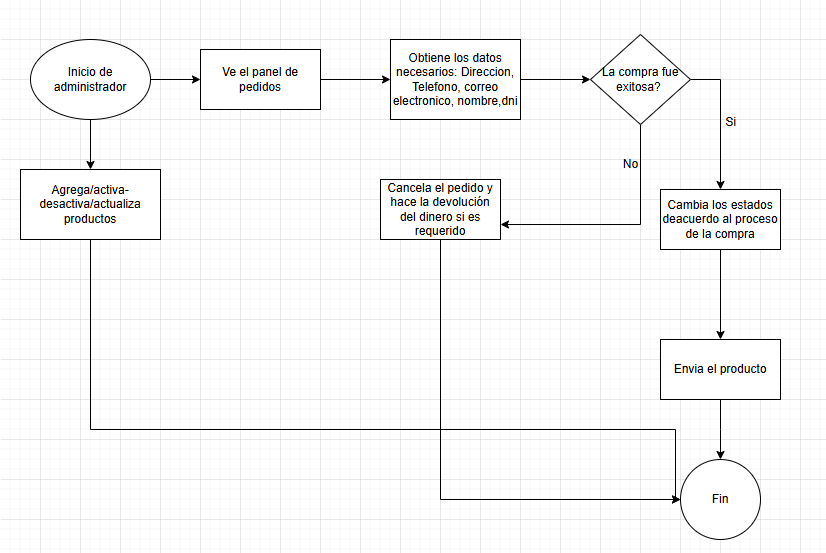 Inicio de
administrador
Ve el panel de
pedidos
Obtiene los datos
necesarios: Direccion,
Telefono, correo
electronico, nombre,dni
La compra fue
exitosa?
Si
No
Agrega/activa-
desactiva/actualiza
productos
Cancela el pedido y
hace la devolución
del dinero si es
requerido
Cambia los estados
deacuerdo al proceso
de la compra
Envia el producto
Fin